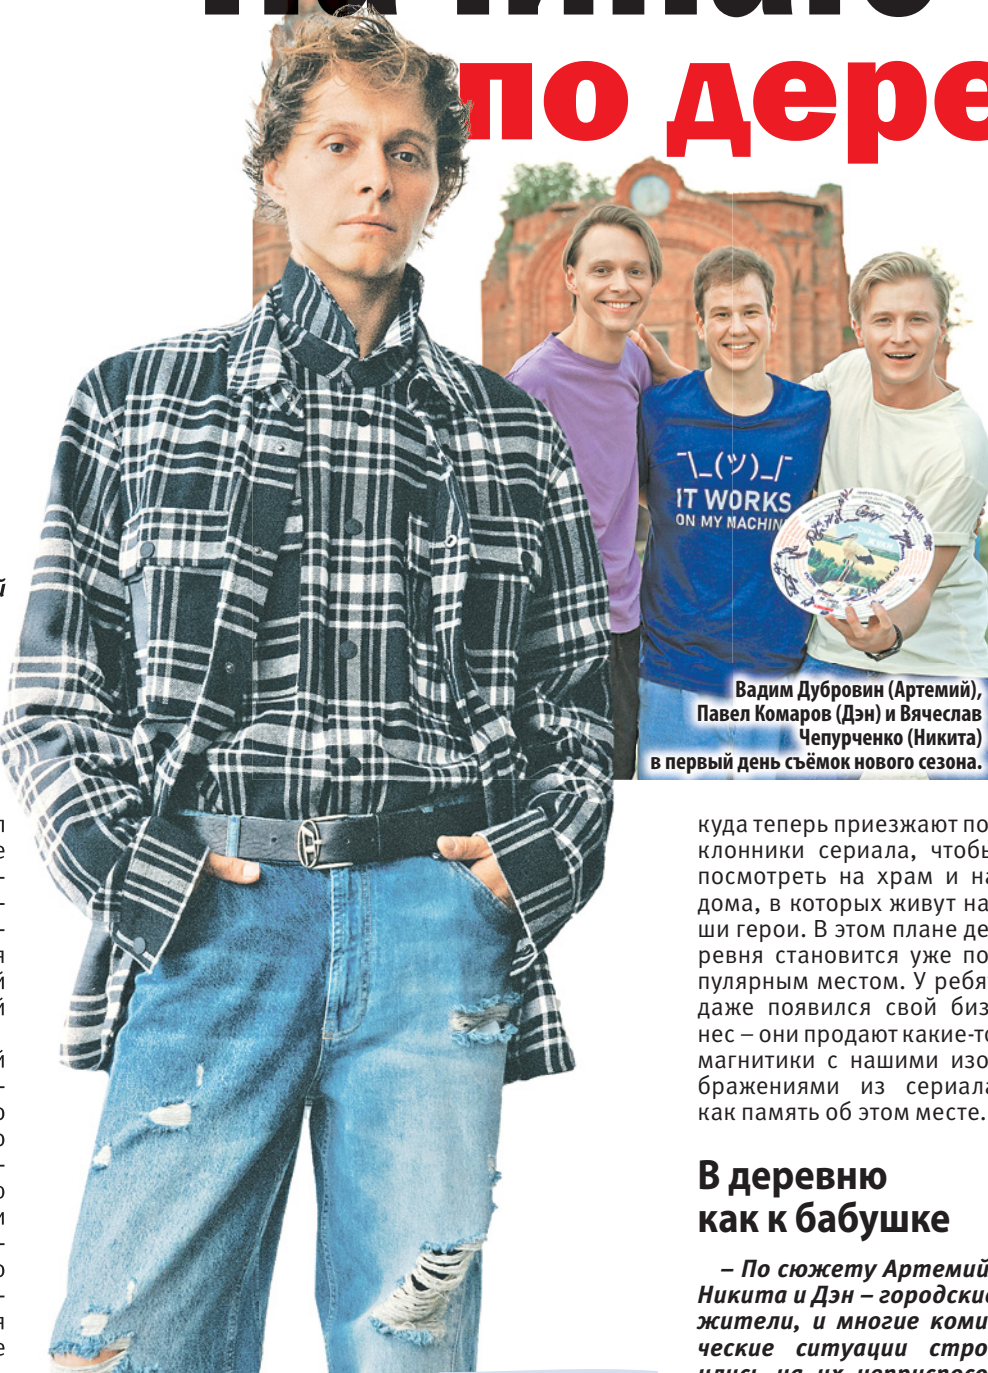 по дере
¯\_(ツ)_/¯
IT WORKS
ON MY MACHIN
Вадим Дубровин (Артемий),
Павел Комаров (Дэн) и Вячеслав
Чепурченко (Никита)
в первый день съёмок нового сезона.
куда теперь приезжают по-
клонники сериала, чтобы
посмотреть на храм и на
дома, в которых живут на-
ши герои. В этом плане де-
ревня становится уже по-
пулярным местом. У ребят
даже появился свой биз-
нес – они продают какие-то
магнитики с нашими изо-
бражениями из сериала
как память об этом месте.
В деревню
как к бабушке
– По сюжету Артемий,
Никита и Дэн – городские
жители, и многие коми-
ческие ситуации стро-